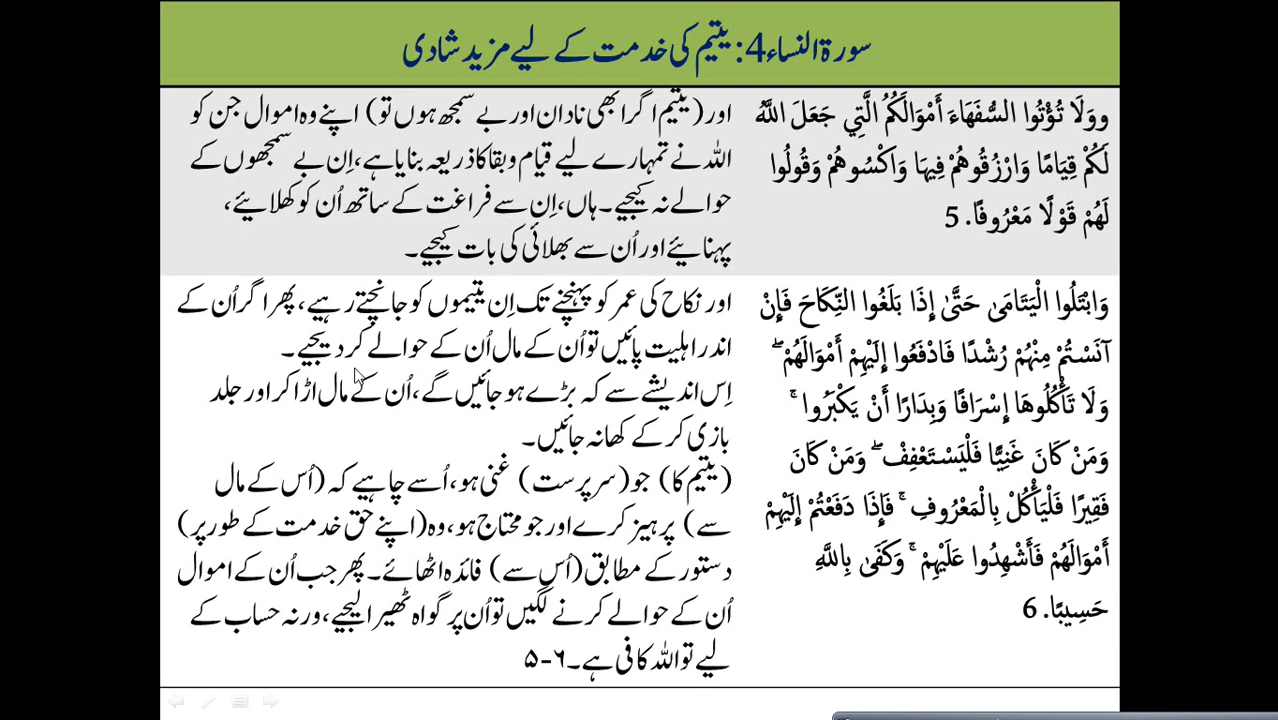 سورۃ النساء 4: یتیم کی خدمت کے لیے مزید شادی
ووَلَا تُؤْتُوا السُّفَهَاءَ أَمْوَالَكُمُ الَّتِي جَعَلَ اللَّهُ
لَكُمْ قِيَامًا وَارْزُقُوهُمْ فِيهَا وَاكْسُوهُمْ وَقُولُوا
لَهُمْ قَوْلًا مَعْرُوفًا. 5
اور (یتیم اگر ابھی نادان اور بے سمجھ ہوں تو) اپنے وہ اموال جن کو
اللہ نے تمہارے لیے قیام و بقا کا ذریعہ بنایا ہے، اِن بے سمجھوں کے
حوالے نہ کیجیے۔ ہاں، اِن سے فراغت کے ساتھ اُن کو کھلایئے،
پہنایئے اور اُن سے بھلائی کی بات کیجیے۔
وَابْتَلُوا الْيَتَامَىٰ حَتَّىٰ إِذَا بَلَغُوا النِّكَاحَ فَإِنْ
آنَسْتُمْ مِنْهُمْ رُشْدًا فَادْفَعُوا إِلَيْهِمْ أَمْوَالَهُمْ ۖ
وَلَا تَأْكُلُوهَا إِسْرَافًا وَبِدَارًا أَنْ يَكْبَرُوا ۚ
وَمَنْ كَانَ غَنِيًّا فَلْيَسْتَعْفِفْ ۖ وَمَنْ كَانَ
فَقِيرًا فَلْيَأْكُلْ بِالْمَعْرُوفِ ۚ فَإِذَا دَفَعْتُمْ إِلَيْهِمْ
أَمْوَالَهُمْ فَأَشْهِدُوا عَلَيْهِمْ ۚ وَكَفَىٰ بِاللَّهِ
حَسِيبًا. 6
اور نکاح کی عمر کو پہنچنے تک اِن یتیموں کو جانچتے رہیے، پھر اگر اُن کے
اندر اہلیت پائیں تو اُن کے مال اُن کے حوالے کر دیجیے۔
اِس اندیشے سے کہ بڑے ہو جائیں گے، اُن کے مال اڑا کر اور جلد
بازی کر کے کھا نہ جائیں۔
(یتیم کا) جو (سرپرست) غنی ہو، اُسے چاہیے کہ (اُس کے مال
سے) پرہیز کرے اور جو محتاج ہو، وہ (اپنے حق خدمت کے طور پر)
دستور کے مطابق (اُس سے) فائدہ اٹھائے۔ پھر جب اُن کے اموال
اُن کے حوالے کرنے لگیں تو اُن پر گواہ ٹھیرا لیجیے، ورنہ حساب کے
لیے تو اللہ کافی ہے۔ ۶-۵